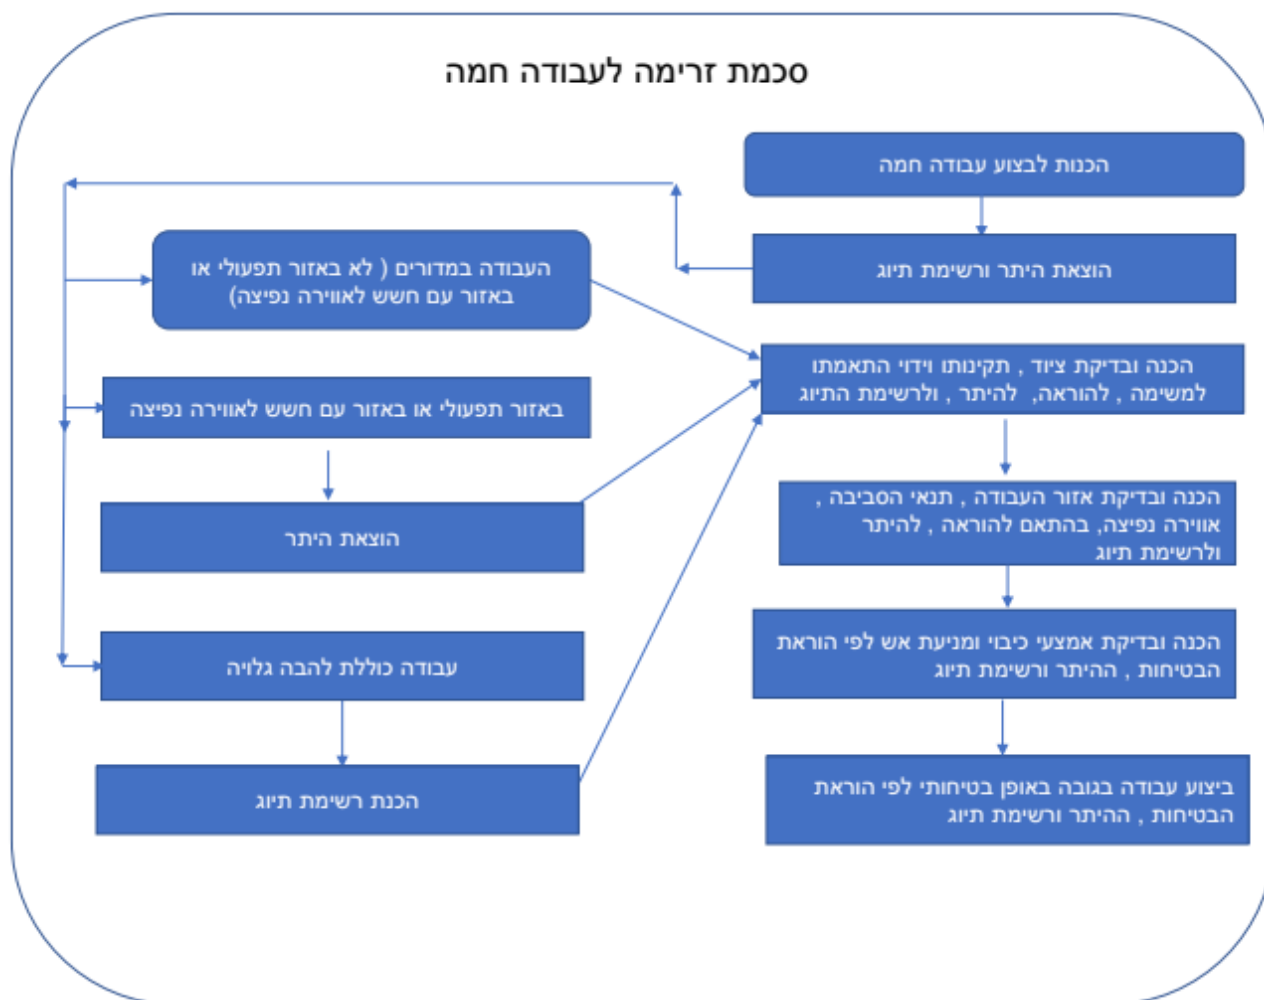 סכמת זרימה לעבודה חמה
הכנות לבצוע עבודה חמה
הוצאת היתר ורשימת תיוג
העבודה במדורים ( לא באזור תפעולי או
באזור עם חשש לאווירה נפיצה)
באזור תפעולי או באזור עם חשש לאווירה נפיצה
הוצאת היתר
עבודה כוללת להבה גלויה
הכנת רשימת תיוג
הכנה ובדיקת ציוד , תקינותו וידוי התאמתו
למשימה , להוראה, להיתר , ולרשימת התיוג
הכנה ובדיקת אזור העבודה , תנאי הסביבה ,
אווירה נפיצה, בהתאם להוראה , להיתר
ולרשימת תיוג
הכנה ובדיקת אמצעי כיבוי ומניעת אש לפי הוראת
הבטיחות , ההיתר ורשימת תיוג
ביצוע עבודה בגובה באופן בטיחותי לפי הוראת
הבטיחות , ההיתר ורשימת תיוג